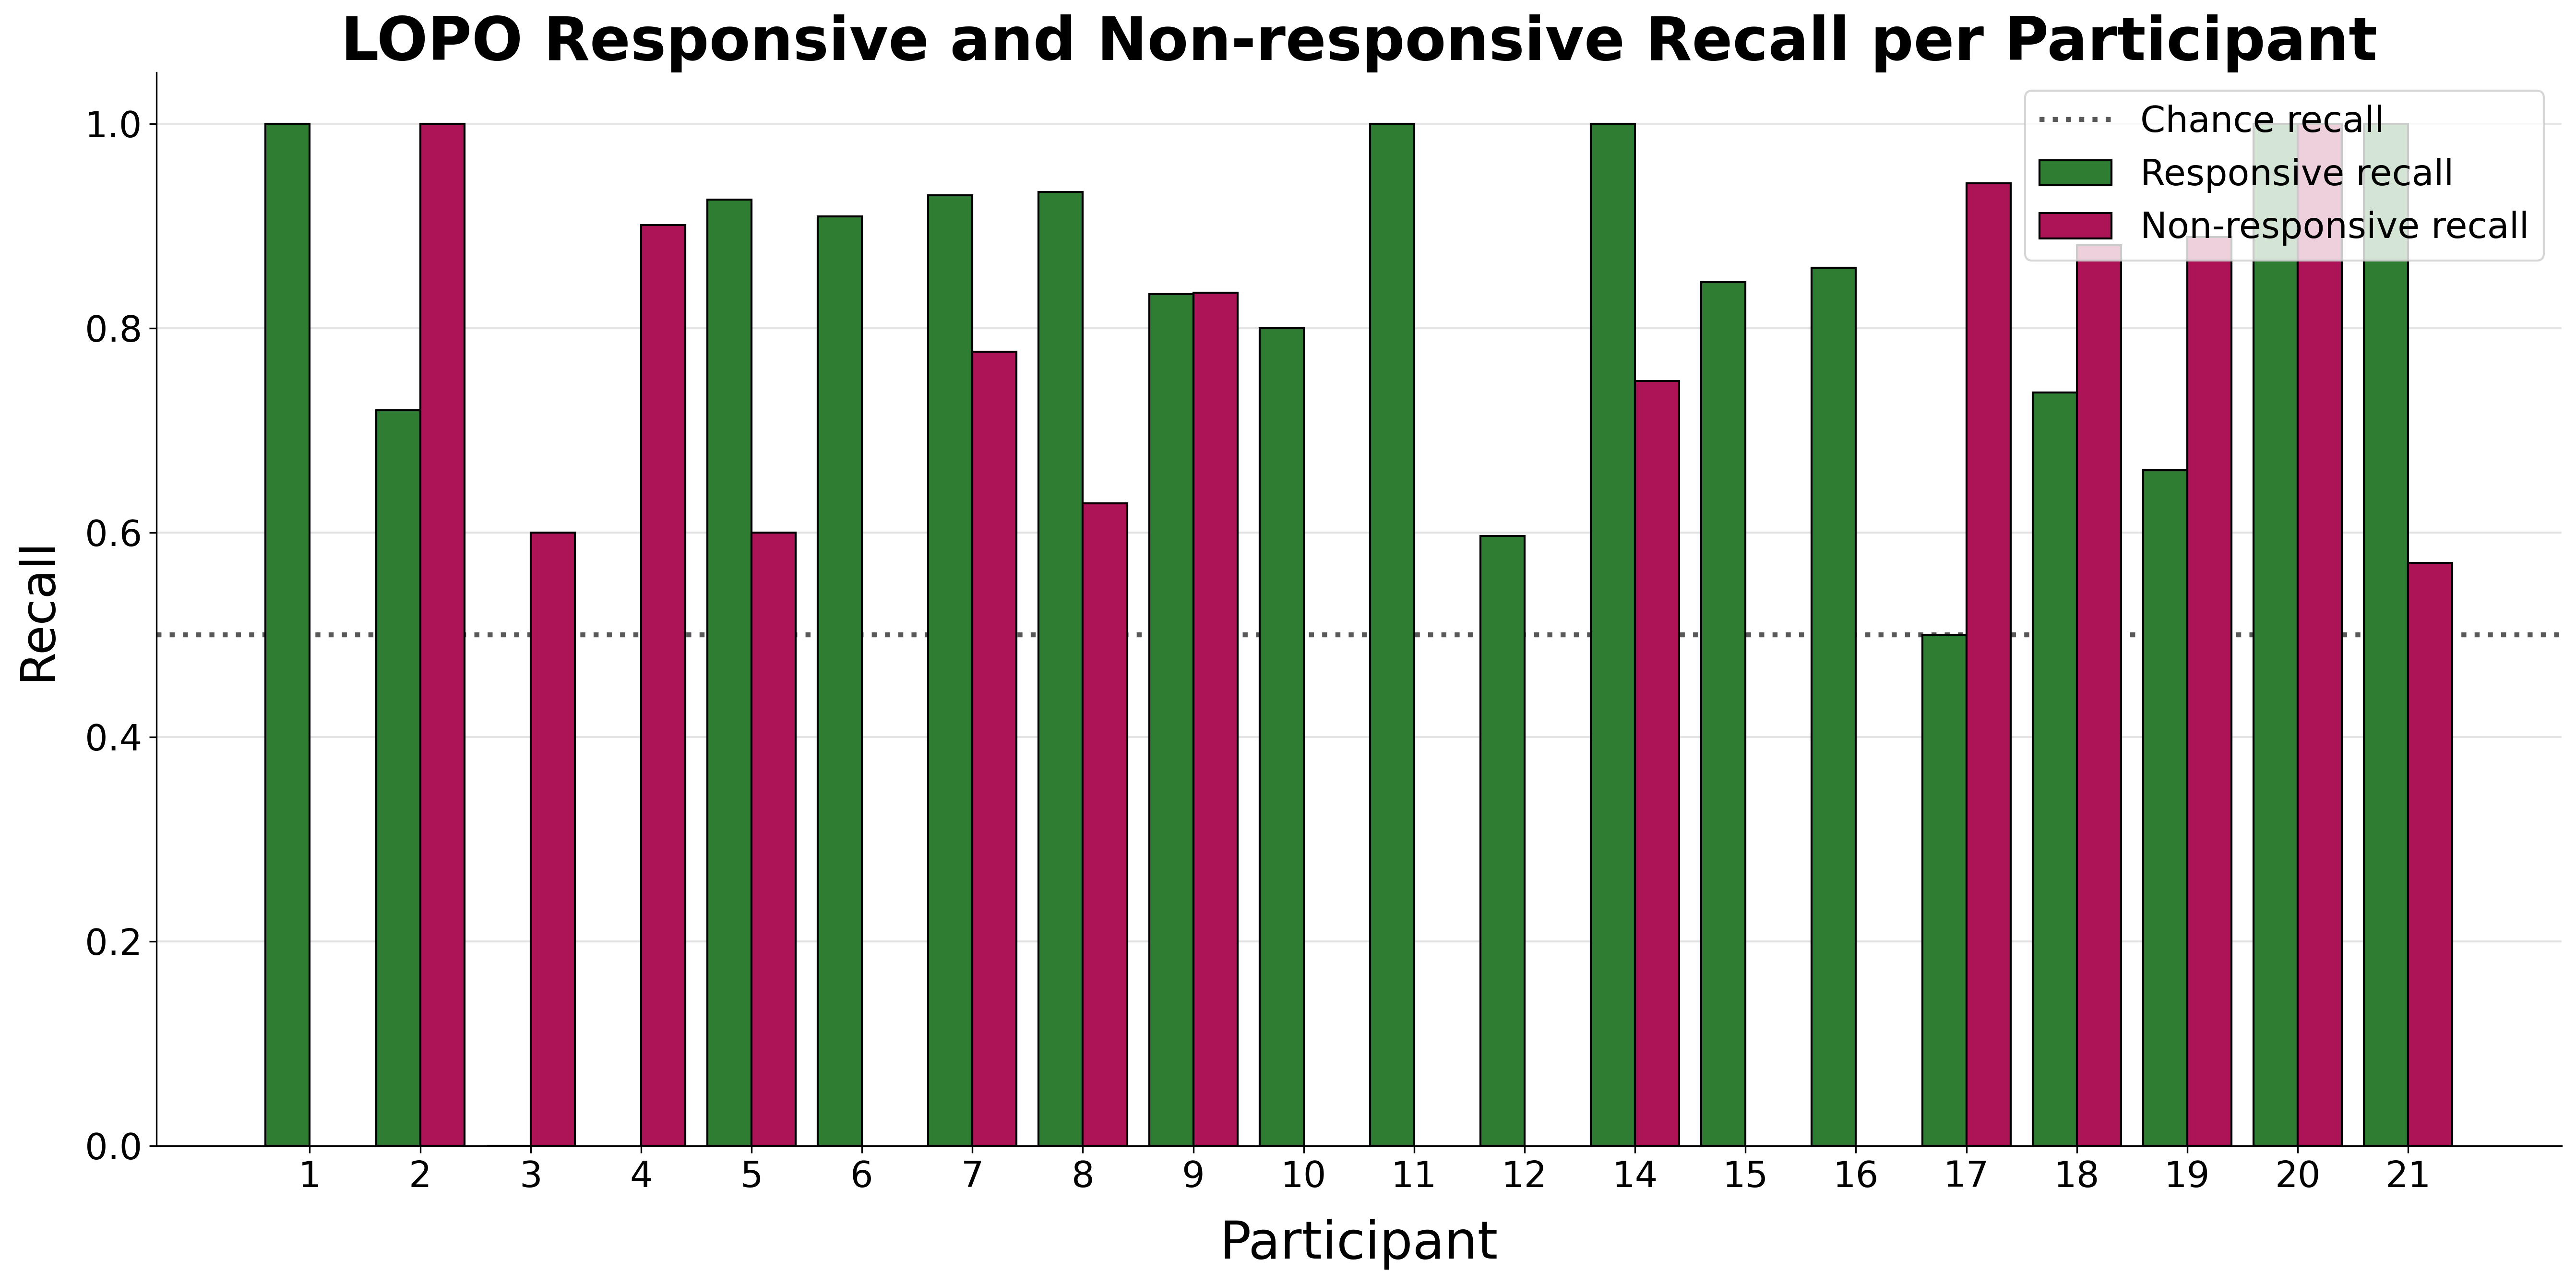 LOPO Responsive and Non-responsive Recall per Participant
Chance recall
Responsive recall
Non-responsive recall
1.0
0.8
0.6
0.4
0.2
0.0
Recall
1 2 3 4 5 6 7 8 9 10 11 12 14 15 16 17 18 19 20 21
Participant